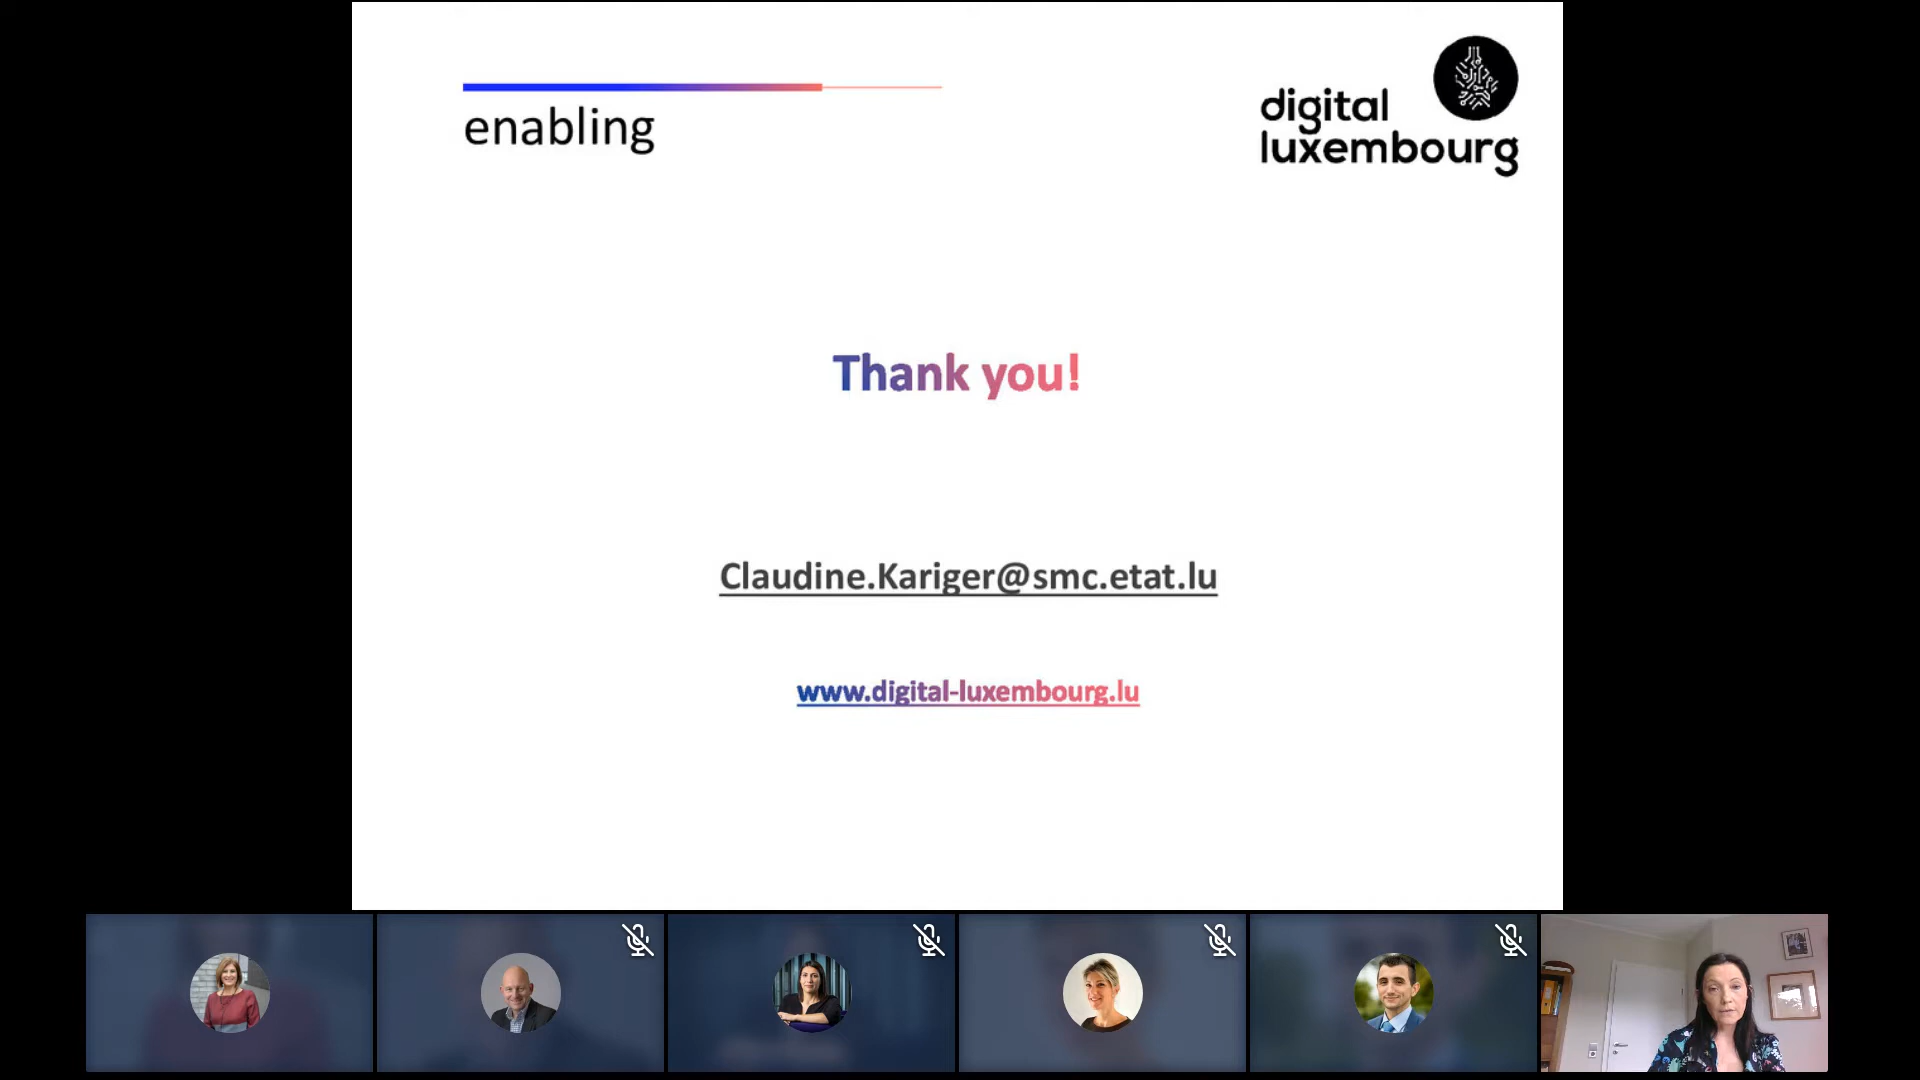 enabling
digital
luxembourg
Thank you!
Claudine.Kariger@smc.etat.lu
www.digital-luxembourg.lu